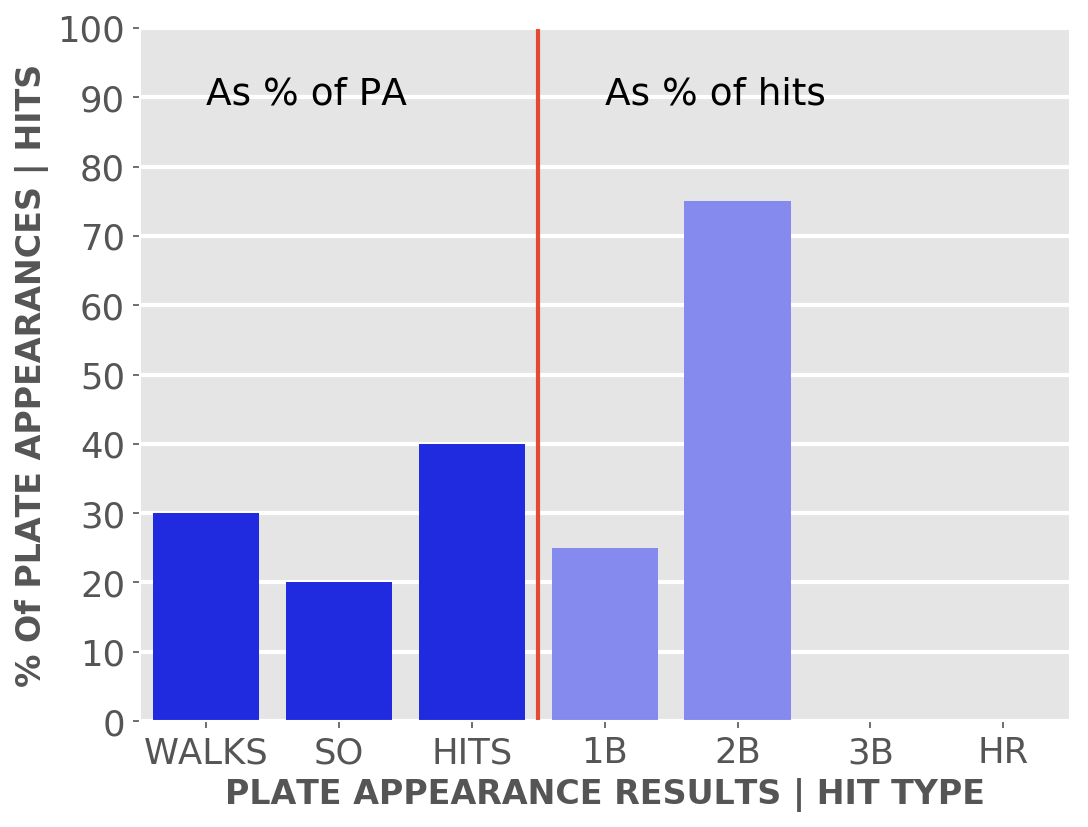 As % of PA
As % of hits
% Of PLATE APPEARANCES | HITS
100
90
80
70
60
50
40
30
20
10
0
WALKS SO HITS 1B 2B 3B HR
PLATE APPEARANCE RESULTS | HIT TYPE